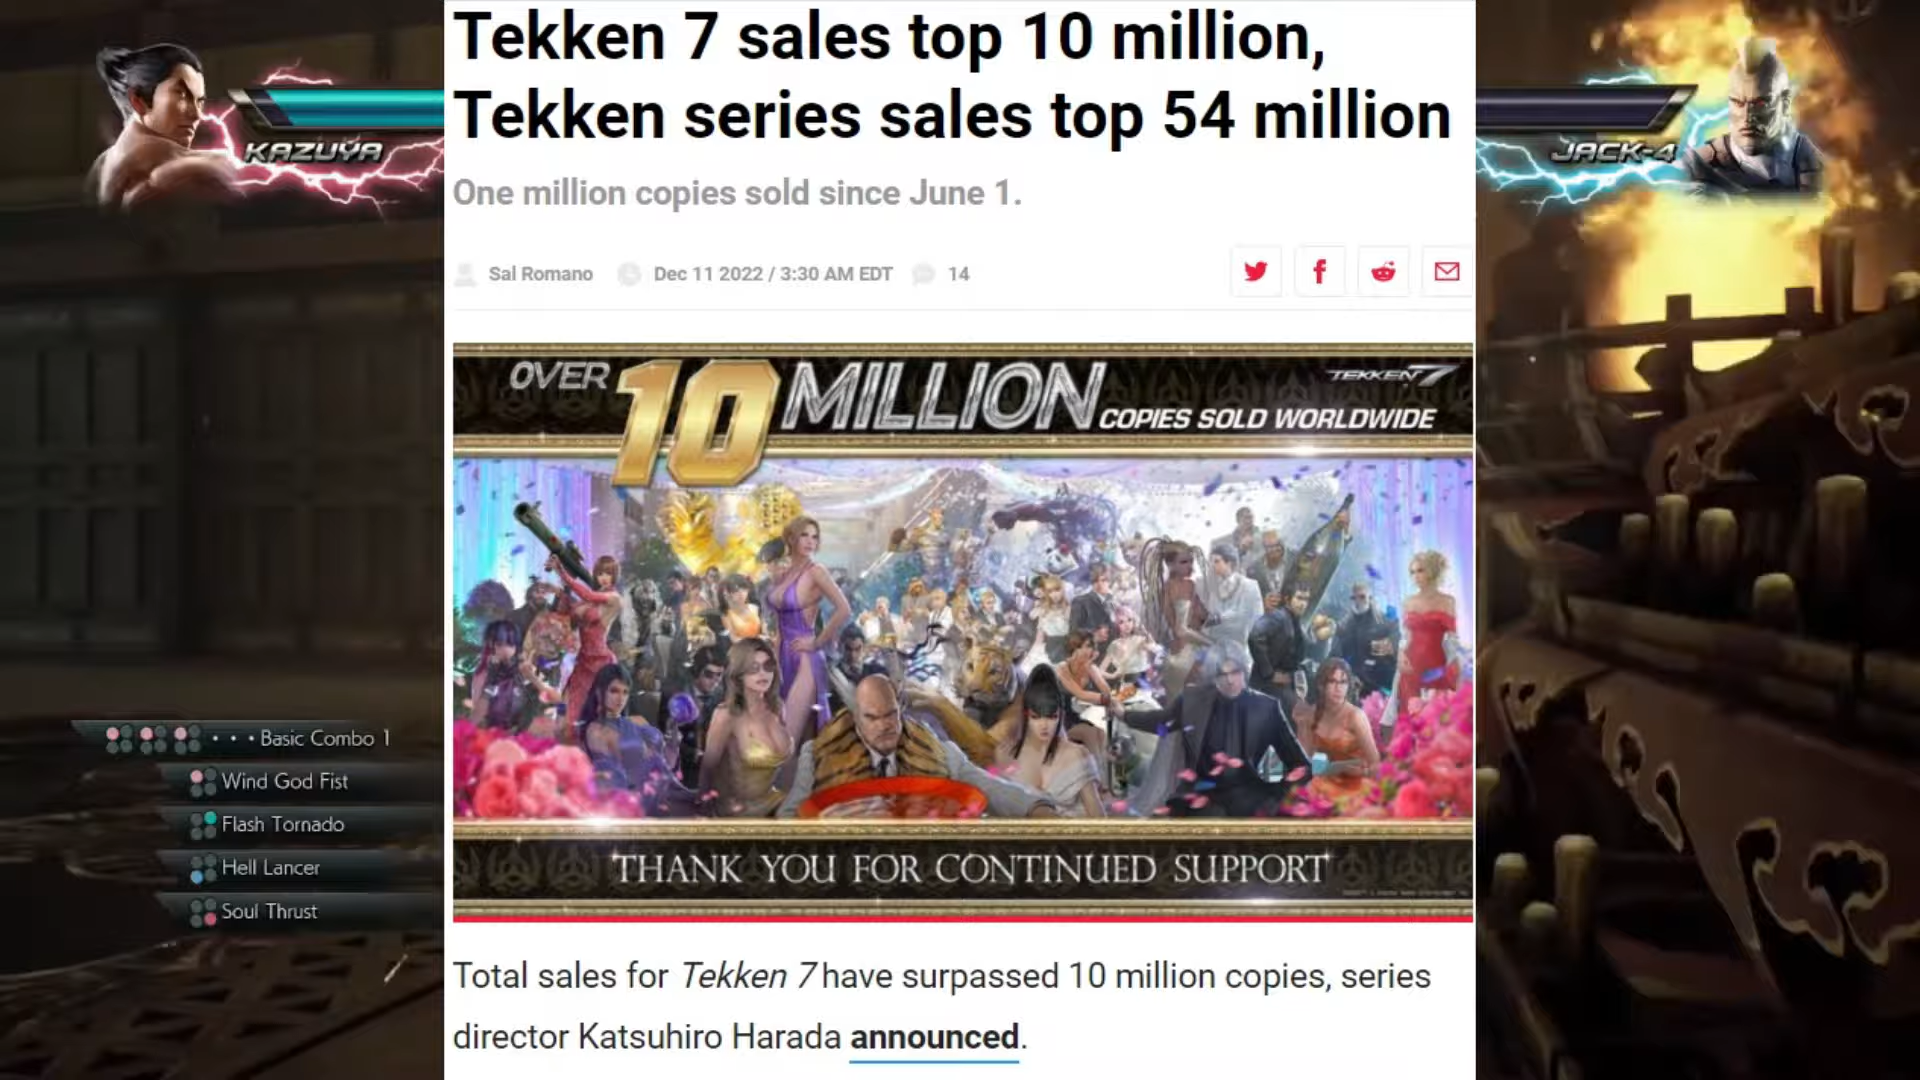 Tekken 7 sales top 10 million,
Tekken series sales top 54 million
One million copies sold since June 1.
Sal Romano Dec 11 2022 / 3:30 AM EDT 14
KAZUYA
JACK-4
OVER 10 MILLION COPIES SOLD WORLDWIDE
TEKKEN 7
THANK YOU FOR CONTINUED SUPPORT
Basic Combo 1
Wind God Fist
Flash Tornado
Hell Lancer
Soul Thrust
Total sales for Tekken 7 have surpassed 10 million copies, series
director Katsuhiro Harada announced.